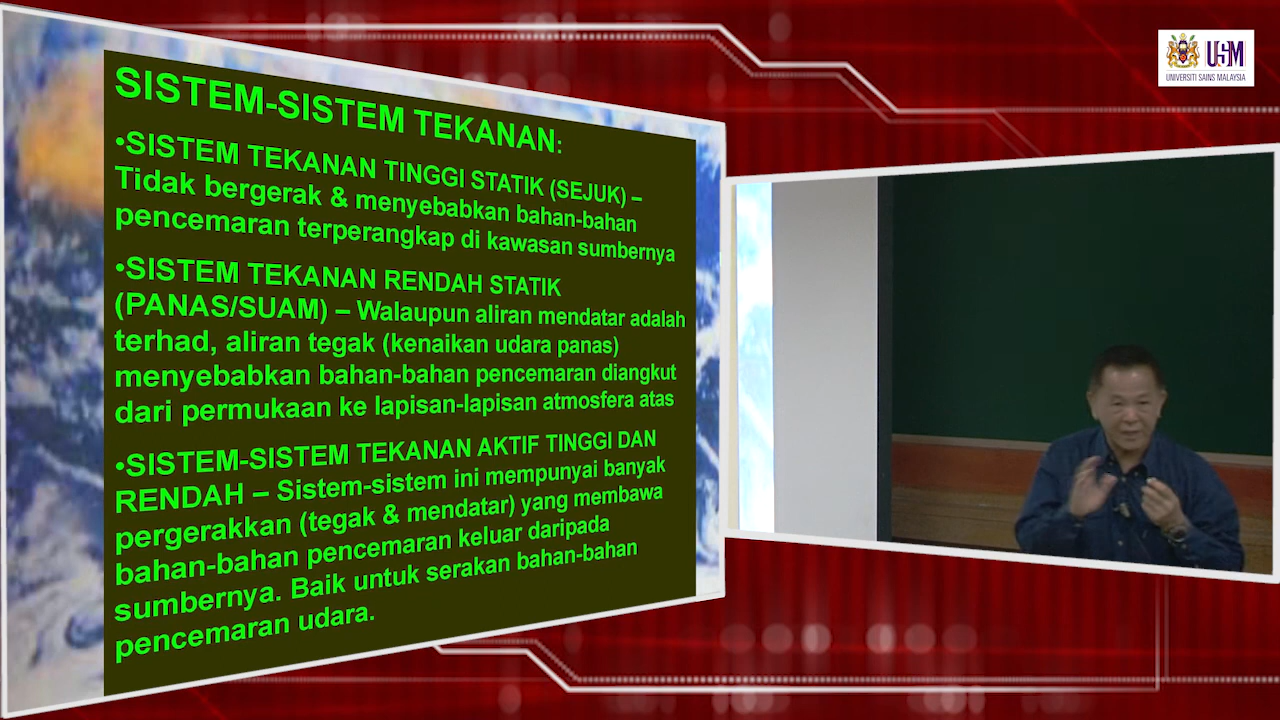 SISTEM-SISTEM TEKANAN:
•SISTEM TEKANAN TINGGI STATIK (SEJUK) –
Tidak bergerak & menyebabkan bahan-bahan
pencemaran terperangkap di kawasan sumbernya
•SISTEM TEKANAN RENDAH STATIK
(PANAS/SUAM) – Walaupun aliran mendatar adalah
terhad, aliran tegak (kenaikan udara panas)
menyebabkan bahan-bahan pencemaran diangkut
dari permukaan ke lapisan-lapisan atmosfera atas
•SISTEM-SISTEM TEKANAN AKTIF TINGGI DAN
RENDAH – Sistem-sistem ini mempunyai banyak
pergerakkan (tegak & mendatar) yang membawa
bahan-bahan pencemaran keluar daripada
sumbernya. Baik untuk serakan bahan-bahan
pencemaran udara.
USM
UNIVERSITI SAINS MALAYSIA